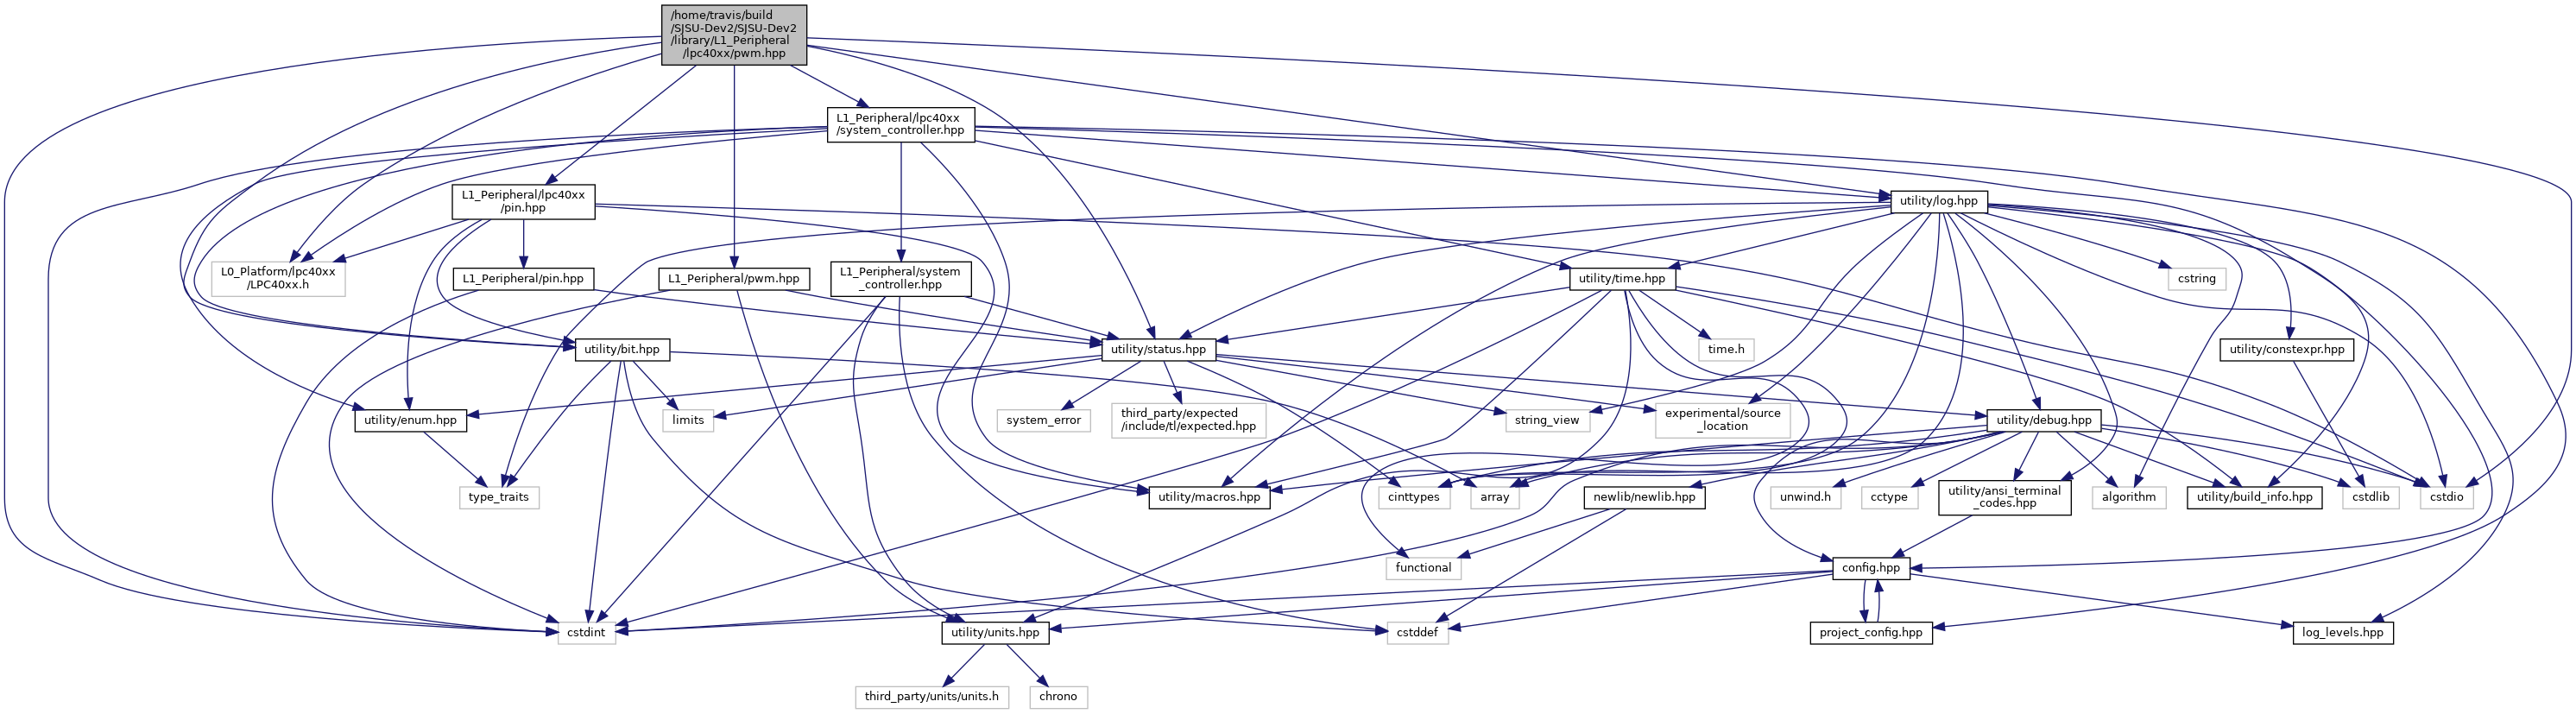 /home/travis/build
/SJSU-Dev2/SJSU-Dev2
/library/L1_Peripheral
/lpc40xx/pwm.hpp
L1_Peripheral/lpc40xx
/system_controller.hpp
L1_Peripheral/lpc40xx
/pin.hpp
utility/log.hpp
L0_Platform/lpc40xx
/LPC40xx.h
L1_Peripheral/pin.hpp
L1_Peripheral/pwm.hpp
L1_Peripheral/system
_controller.hpp
utility/time.hpp
cstring
utility/bit.hpp
utility/status.hpp
time.h
utility/constexpr.hpp
utility/enum.hpp
limits
system_error
third_party/expected
/include/tl/expected.hpp
string_view
experimental/source
_location
utility/debug.hpp
type_traits
utility/macros.hpp
cinttypes
array
newlib/newlib.hpp
unwind.h
cctype
utility/ansi_terminal
_codes.hpp
algorithm
utility/build_info.hpp
cstdlib
cstdio
functional
config.hpp
cstdint
utility/units.hpp
cstddef
project_config.hpp
log_levels.hpp
third_party/units/units.h
chrono